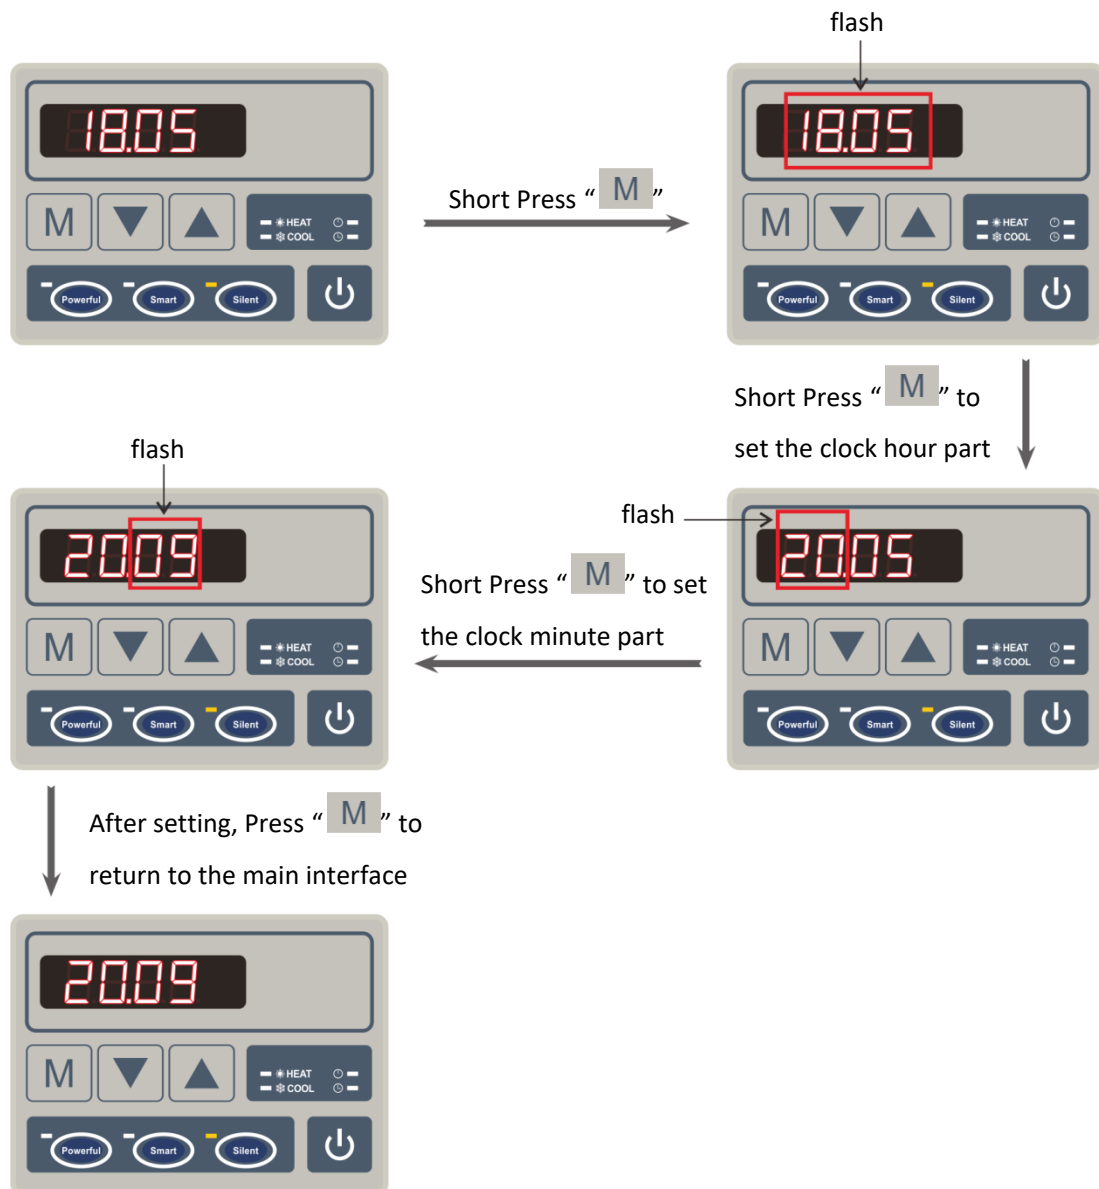 flash
18.05
M
HEAT
COOL
Powerful Smart Silent
Short Press “ M ”
flash
18.05
M
HEAT
COOL
Powerful Smart Silent
Short Press “ M ” to
set the clock hour part
flash
20.05
M
HEAT
COOL
Powerful Smart Silent
Short Press “ M ” to set
the clock minute part
flash
20.09
M
HEAT
COOL
Powerful Smart Silent
After setting, Press “ M ” to
return to the main interface
20.09
M
HEAT
COOL
Powerful Smart Silent